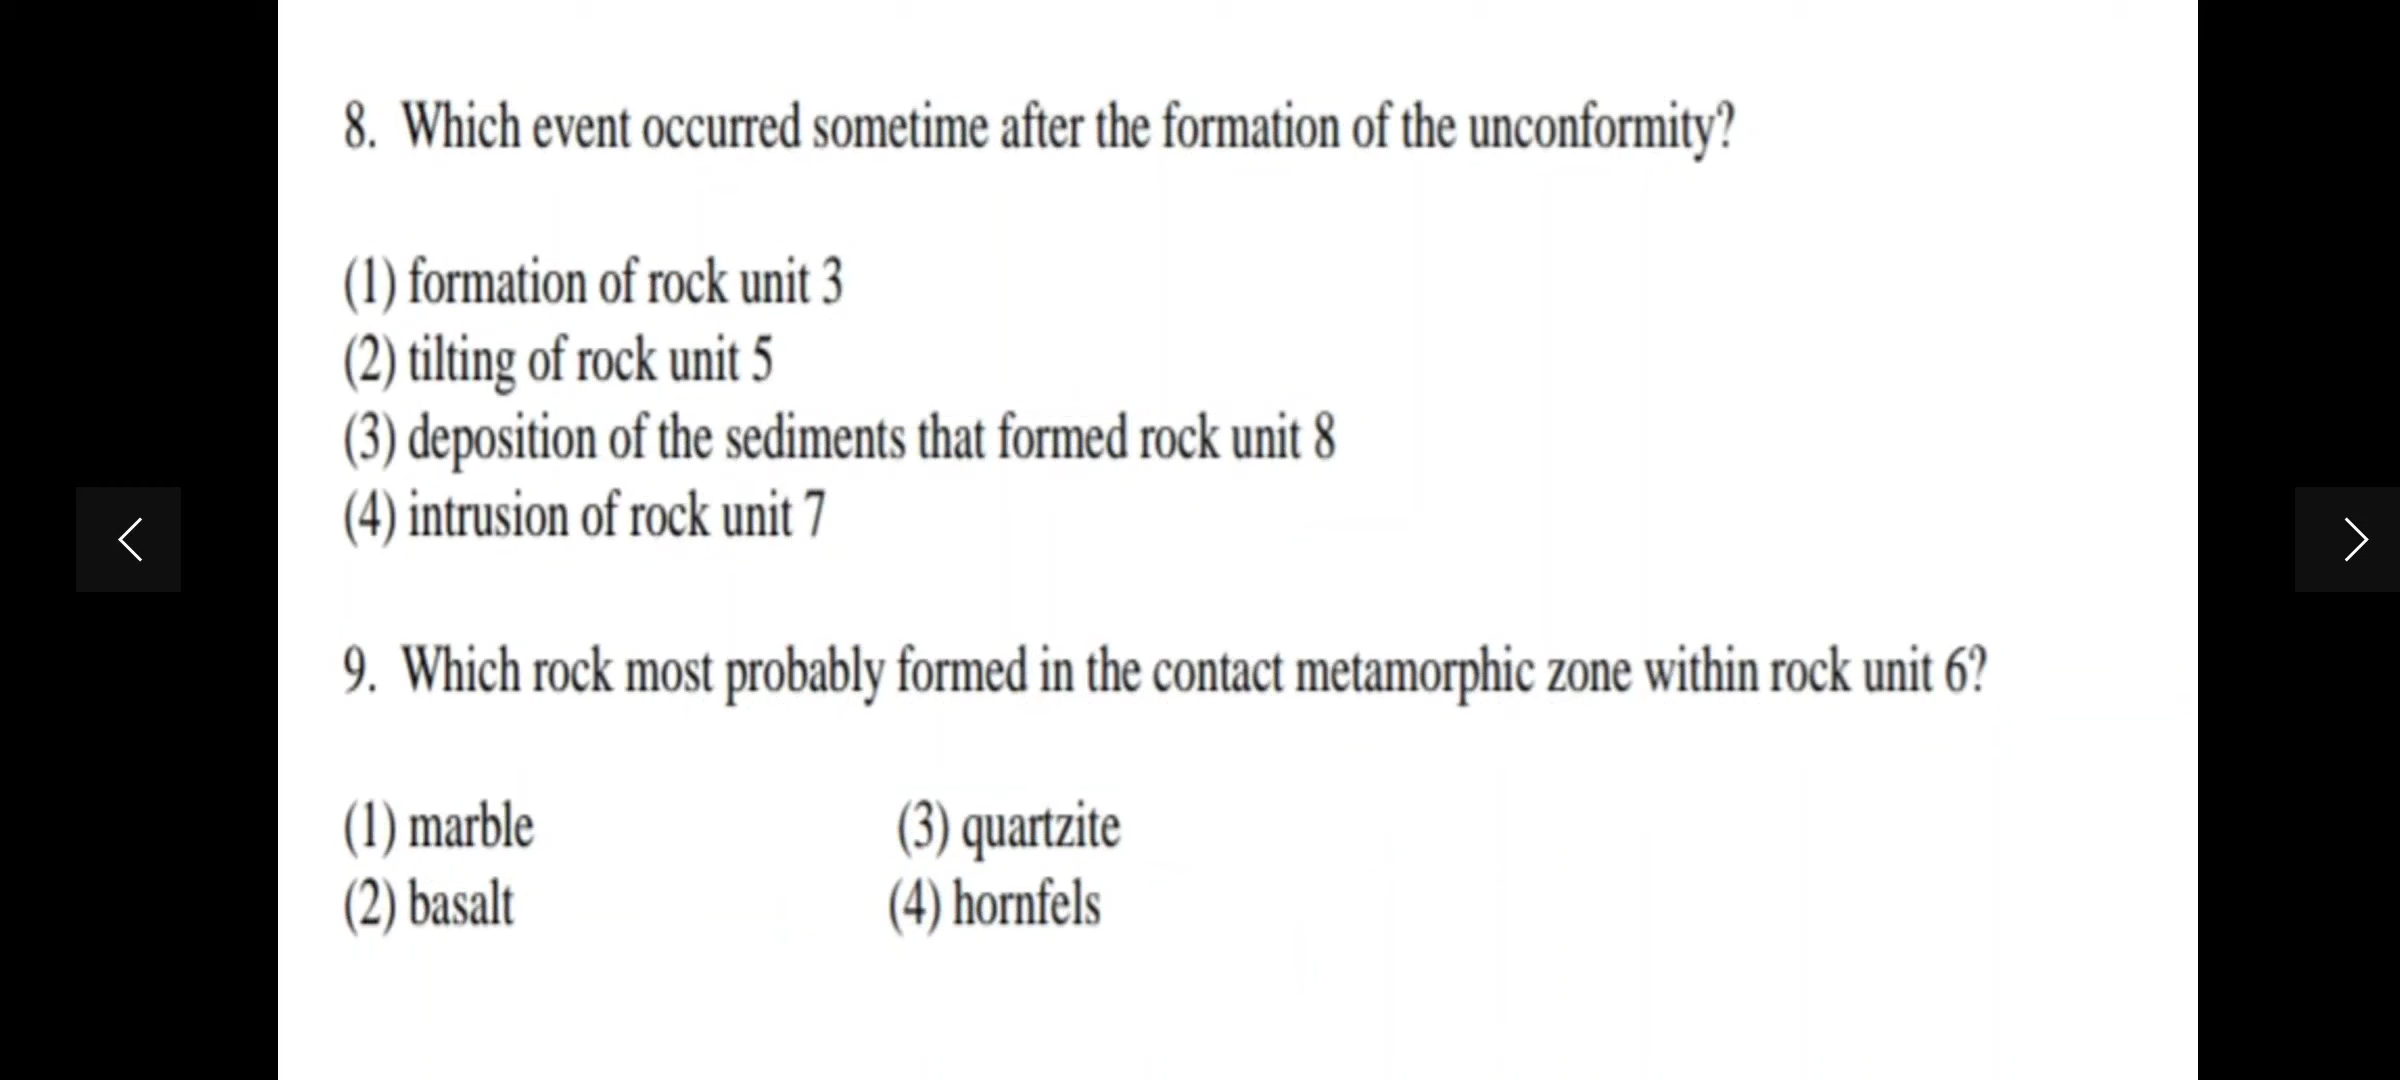 8. Which event occurred sometime after the formation of the unconformity?
(1) formation of rock unit 3
(2) tilting of rock unit 5
(3) deposition of the sediments that formed rock unit 8
(4) intrusion of rock unit 7
9. Which rock most probably formed in the contact metamorphic zone within rock unit 6?
(1) marble (3) quartzite
(2) basalt (4) hornfels